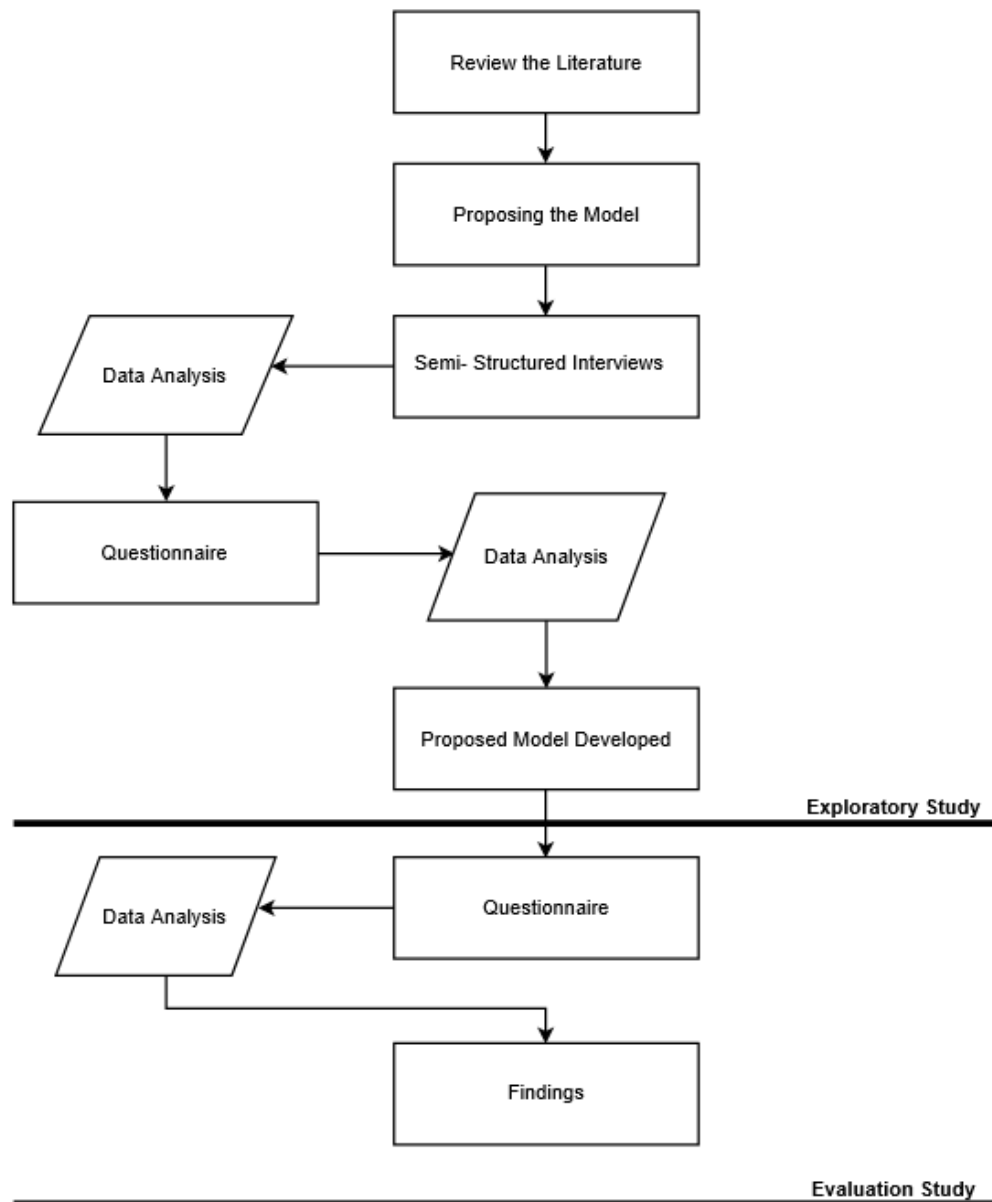 Review the Literature
Proposing the Model
Semi- Structured Interviews
Data Analysis
Questionnaire
Data Analysis
Proposed Model Developed
Exploratory Study
Questionnaire
Data Analysis
Findings
Evaluation Study